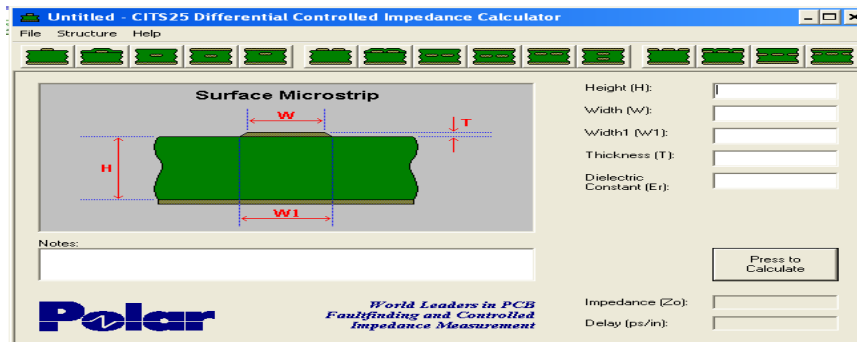 Untitled - CITS25 Differential Controlled Impedance Calculator
File Structure Help
Surface Microstrip
W
T
H
W1
Height (H):
Width (W):
Width1 (W1):
Thickness (T):
Dielectric
Constant (Er):
Notes:
Press to
Calculate
Polar
World Leaders in PCB
Faultfinding and Controlled
Impedance Measurement
Impedance (Zo):
Delay (ps/in):